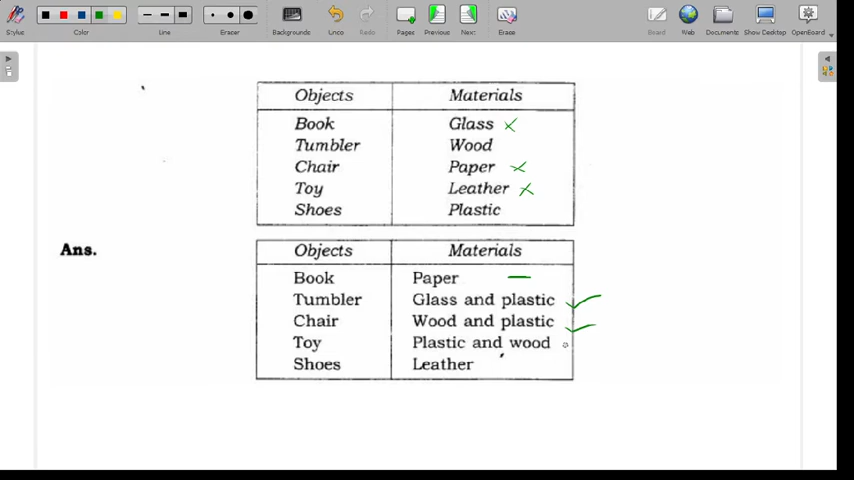 Stylus Color Line Eraser Backgrounds Undo Redo Pages Previous Next Erase Board Web Documents Show Desktop OpenBoard
Objects Materials
Book Glass
Tumbler Wood
Chair Paper
Toy Leather
Shoes Plastic
Ans.
Objects Materials
Book Paper
Tumbler Glass and plastic
Chair Wood and plastic
Toy Plastic and wood
Shoes Leather